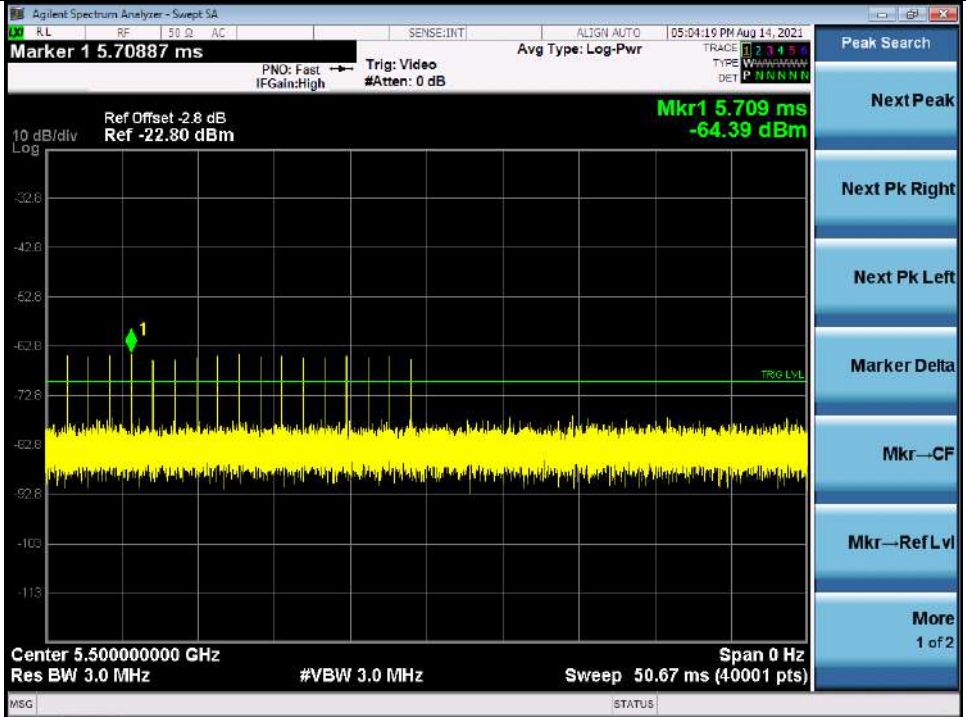 Agilent Spectrum Analyzer - Swept SA
LXI RL RF 50 Ω AC SENSE:INT ALIGN AUTO 05:04:19 PM Aug 14, 2021
Marker 1 5.70887 ms
PNO: Fast
IFGain:High
Trig: Video
#Atten: 0 dB
Avg Type: Log-Pwr
TRACE 1 2 3 4 5 6
TYPE WWWWWW
DET P N N N N N
Peak Search
Ref Offset -2.8 dB
10 dB/div Ref -22.80 dBm
Log
Mkr1 5.709 ms
-64.39 dBm
-32.8
-42.8
-52.8
-62.8
-72.8
-82.8
-92.8
-103
-113
1
TRIG LVL
Center 5.500000000 GHz
Span 0 Hz
Res BW 3.0 MHz
#VBW 3.0 MHz
Sweep 50.67 ms (40001 pts)
Next Peak
Next Pk Right
Next Pk Left
Marker Delta
Mkr→CF
Mkr→Ref Lvl
More
1 of 2
MSG
STATUS